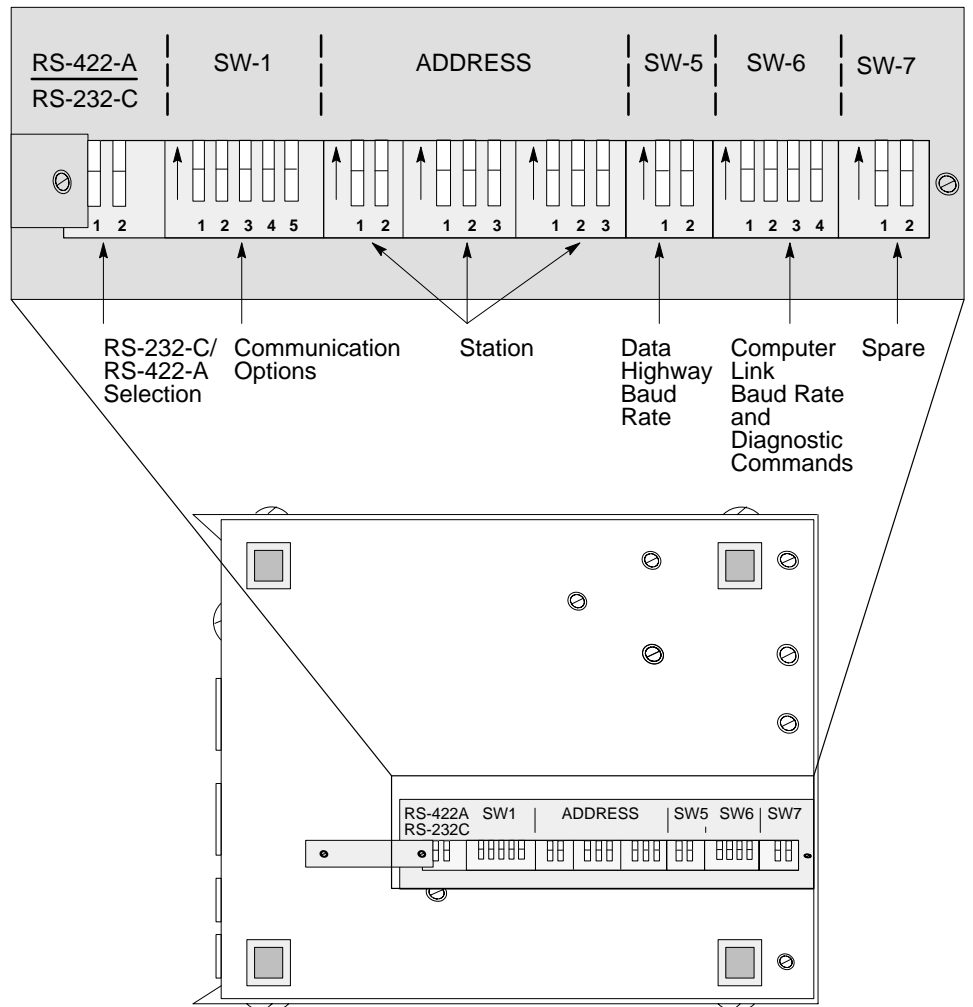 RS-422-A SW-1 ADDRESS SW-5 SW-6 SW-7
RS-232-C
1 2 1 2 3 4 5 1 2 1 2 3 1 2 3 1 2 1 2 3 4 1 2
RS-232-C/
RS-422-A
Selection
Communication
Options
Station
Data
Highway
Baud
Rate
Computer
Link
Baud Rate
and
Diagnostic
Commands
Spare
RS-422A SW1 ADDRESS SW5 SW6 SW7
RS-232C